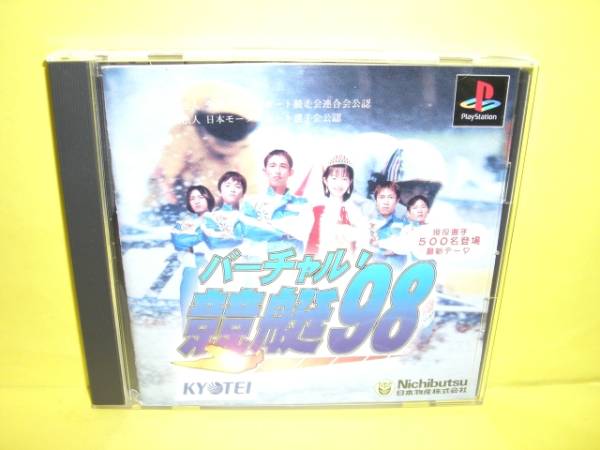 ート競走会連合会公認
人 日本モー
ート選手会公認
PlayStation
現役選手
500名登場
最新データ
バーチャル
競艇'98
KYOTEI
Nichibutsu
日本物産株式会社